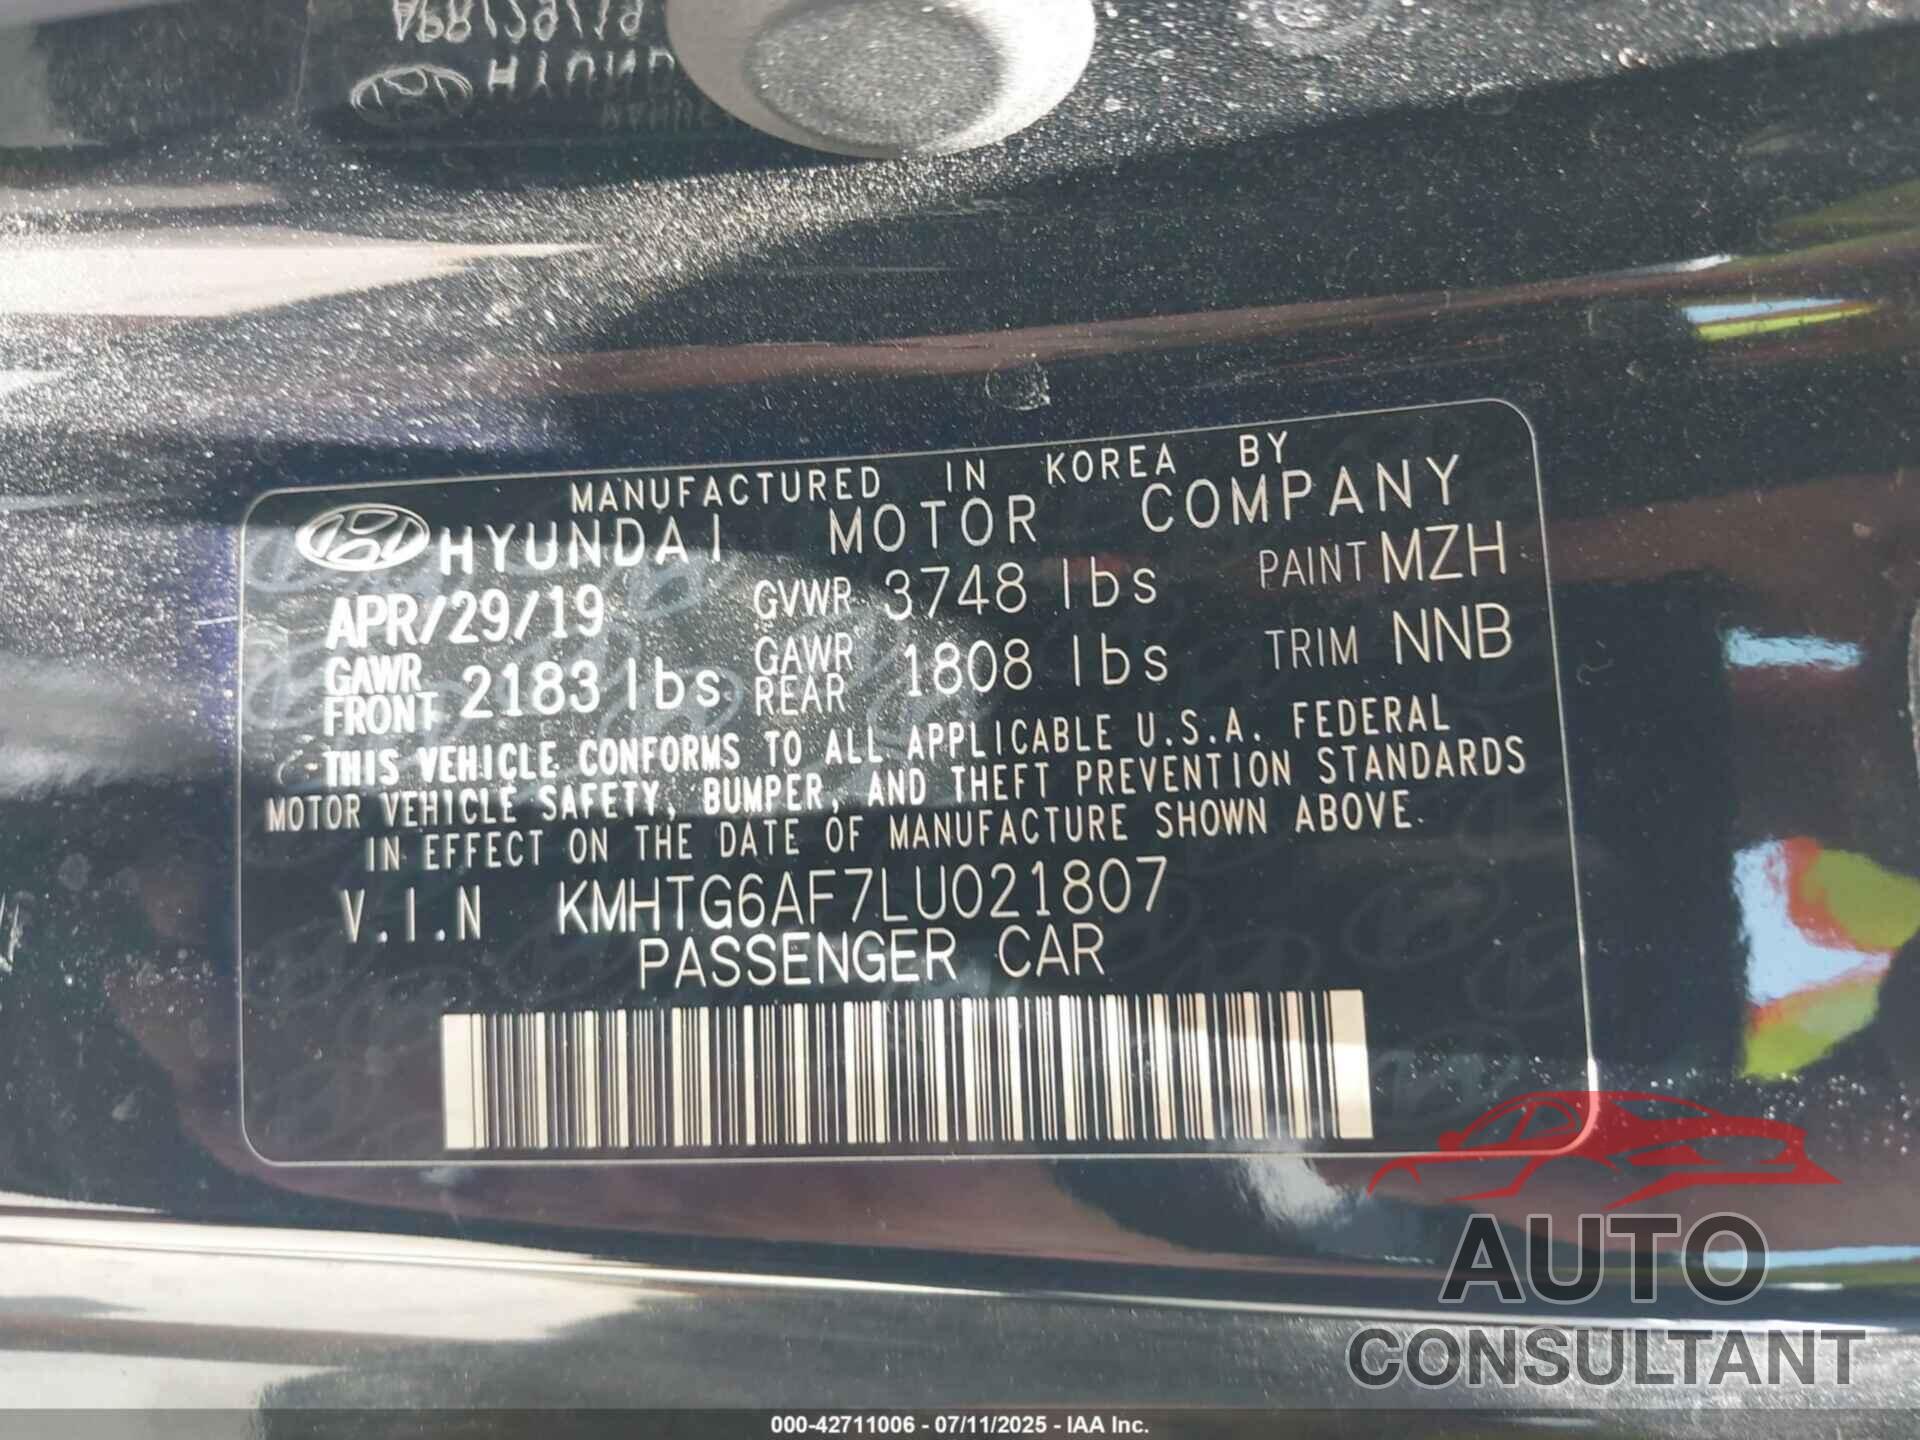 MANUFACTURED IN KOREA BY
HYUNDAI MOTOR COMPANY
APR/29/19 GVWR 3748 lbs PAINT MZH
GAWR FRONT 2183 lbs GAWR REAR 1808 lbs TRIM NNB
THIS VEHICLE CONFORMS TO ALL APPLICABLE U.S.A. FEDERAL
MOTOR VEHICLE SAFETY, BUMPER, AND THEFT PREVENTION STANDARDS
IN EFFECT ON THE DATE OF MANUFACTURE SHOWN ABOVE.
V.I.N KMHTG6AF7LU021807
PASSENGER CAR
AUTO
CONSULTANT
000-42711006 - 07/11/2025 - IAA Inc.